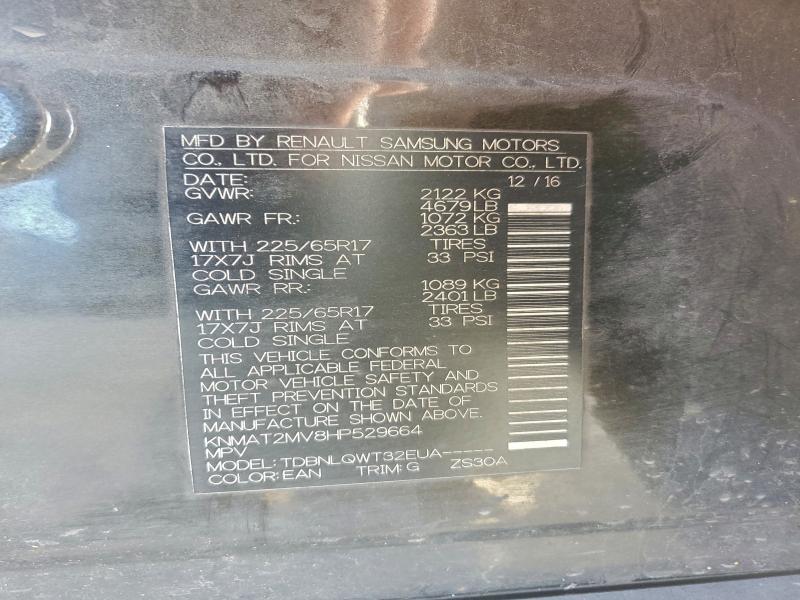 MFD BY RENAULT SAMSUNG MOTORS
CO., LTD. FOR NISSAN MOTOR CO., LTD.
DATE: 12 / 16
GVWR: 2122 KG
4679LB
GAWR FR: 1072 KG
2363 LB
WITH 225/65R17 TIRES
17X7J RIMS AT 33 PSI
COLD SINGLE
GAWR RR: 1089 KG
2401 LB
WITH 225/65R17 TIRES
17X7J RIMS AT 33 PSI
COLD SINGLE
THIS VEHICLE CONFORMS TO
ALL APPLICABLE FEDERAL
MOTOR VEHICLE SAFETY AND
THEFT PREVENTION STANDARDS
IN EFFECT ON THE DATE OF
MANUFACTURE SHOWN ABOVE.
KNMAT2MV8HP529664
MPV
MODEL: TDBNLQWT32EUA-----
COLOR:EAN TRIM:G ZS30A